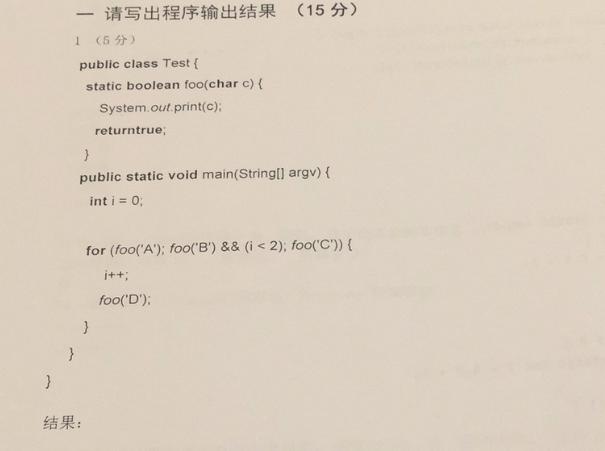 一 请写出程序输出结果 （15 分）
1 （5 分）
public class Test {
static boolean foo(char c) {
System.out.print(c);
returntrue;
}
public static void main(String[] argv) {
int i = 0;
for (foo('A'); foo('B') && (i < 2); foo('C')) {
i++;
foo('D');
}
}
}
结果：